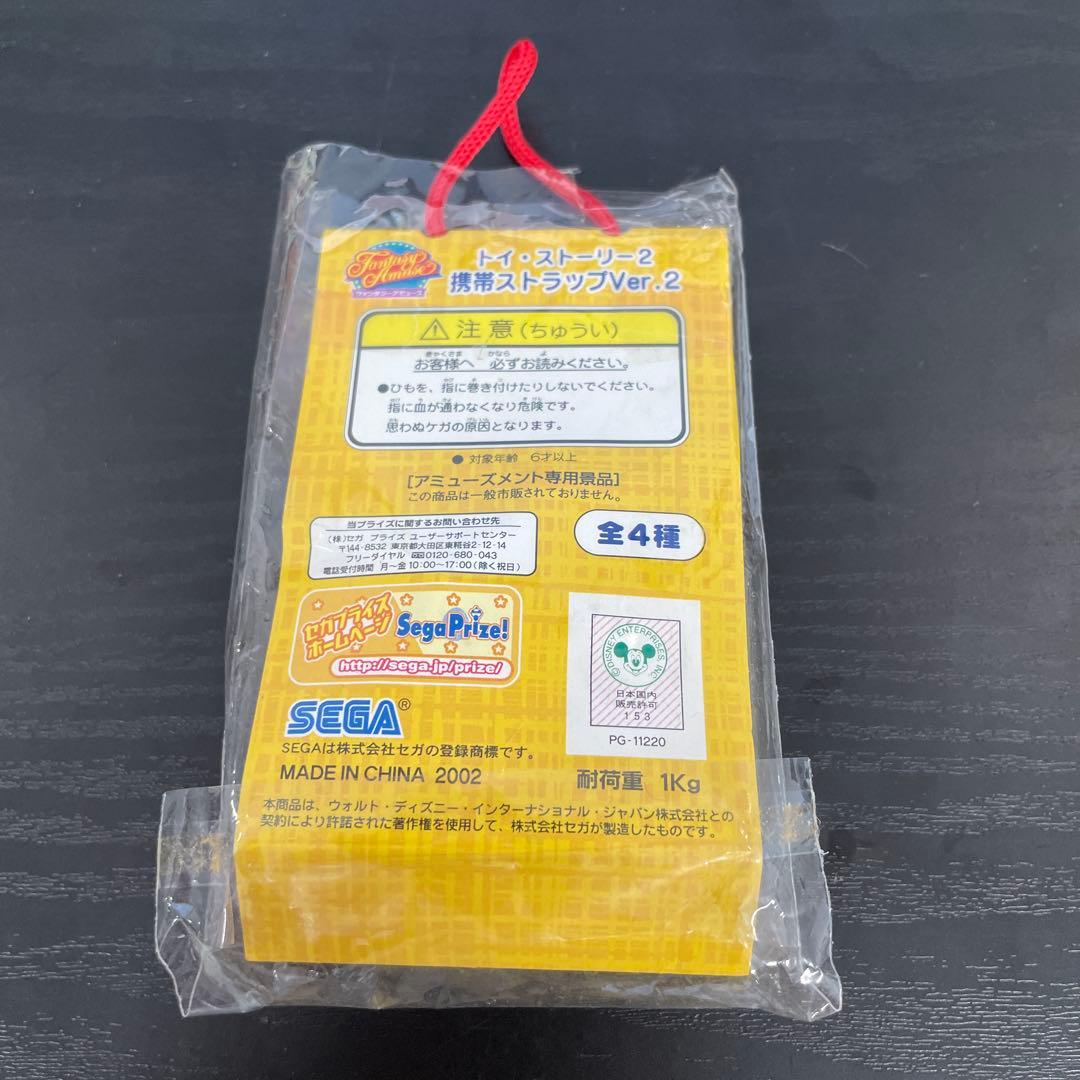 Fantasy Amuse
ファンタジーアミューズ
トイ・ストーリー2
携帯ストラップVer.2
注意(ちゅうい)
お客様へ 必ずお読みください。
きゃくさま かなら よ
●ひもを、指に巻き付けたりしないでください。
指に血が通わなくなり危険です。
思わぬケガの原因となります。
● 対象年齢 6才以上
[アミューズメント専用景品]
この商品は一般市販されておりません。
当プライズに関するお問い合わせ先
(株)セガ プライズ ユーザーサポートセンター
〒144-8532 東京都大田区東糀谷2-12-14
フリーダイヤル 0120-680-043
電話受付時間 月〜金 10:00〜17:00(除く祝日)
全4種
セガプライズ
ホームページ
SegaPrize!
http://sega.jp/prize/
©DISNEY ENTERPRISES, INC.
日本国内
販売許可
153
PG-11220
SEGA®
SEGAは株式会社セガの登録商標です。
MADE IN CHINA 2002
耐荷重 1Kg
本商品は、ウォルト・ディズニー・インターナショナル・ジャパン株式会社との
契約により許諾された著作権を使用して、株式会社セガが製造したものです。